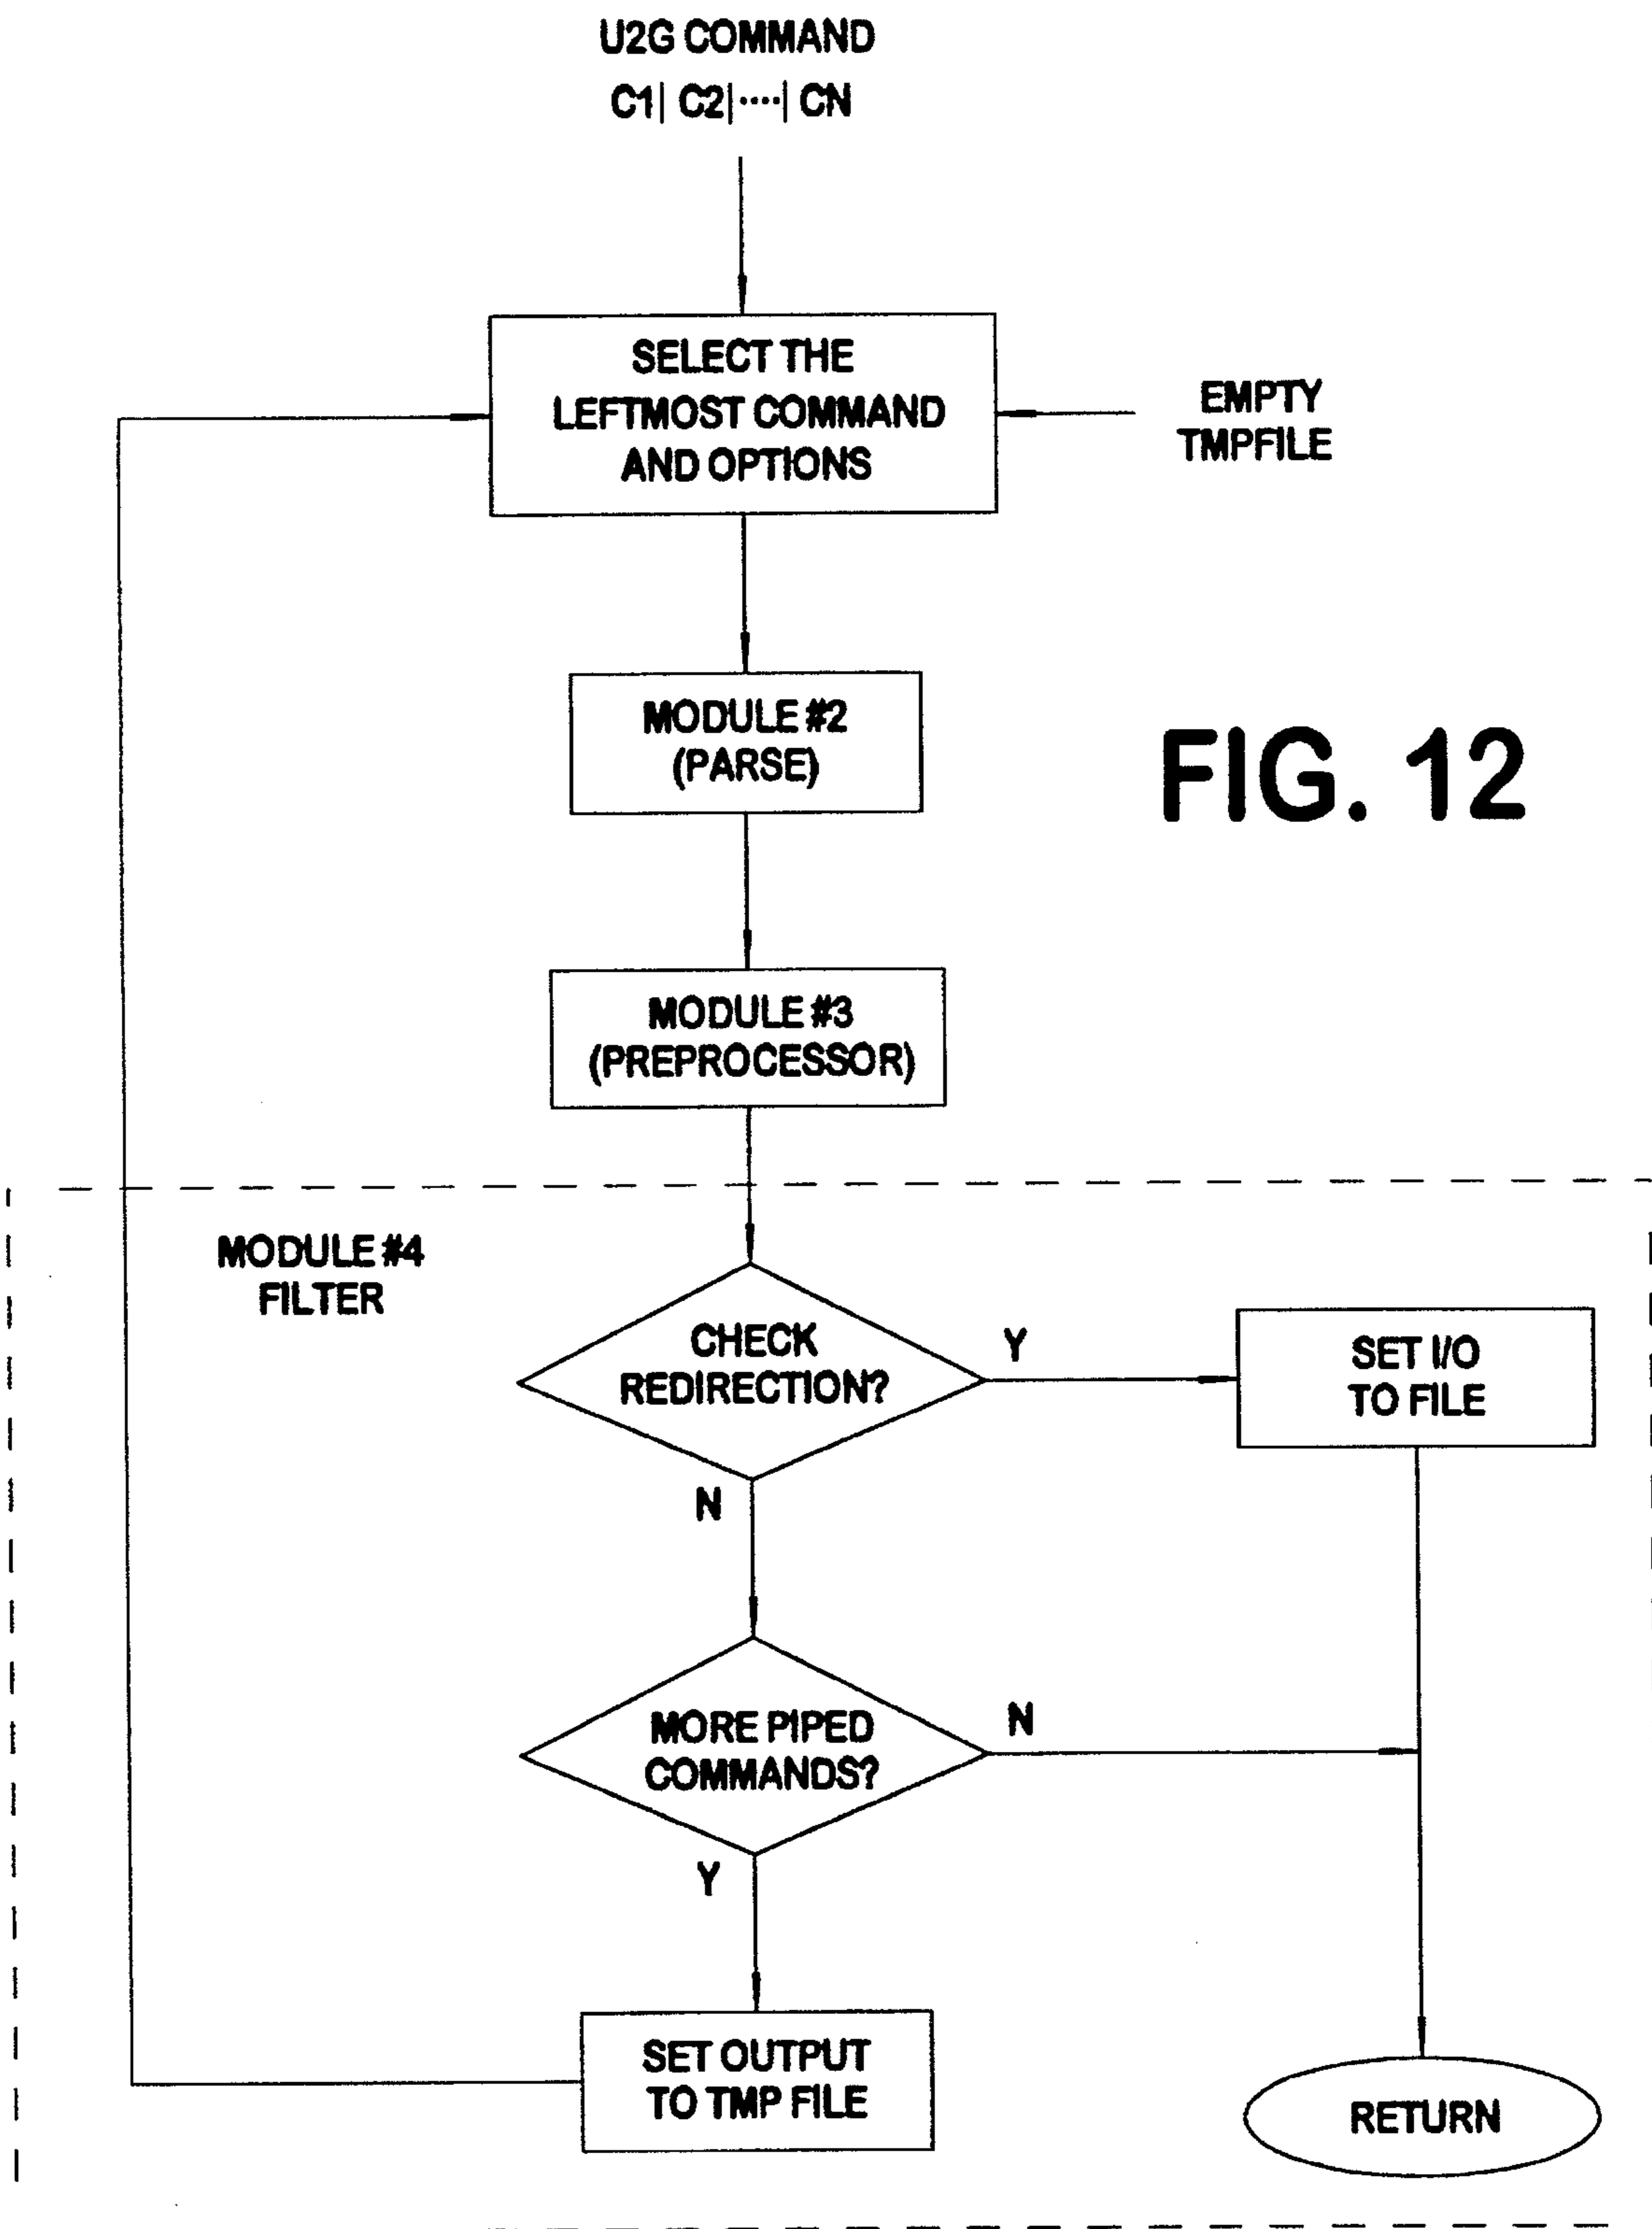 U2G COMMAND
C1| C2|····| CN
SELECT THE
LEFTMOST COMMAND
AND OPTIONS
EMPTY
TMPFILE
MODULE #2
(PARSE)
FIG. 12
MODULE #3
(PREPROCESSOR)
MODULE #4
FILTER
CHECK
REDIRECTION?
Y
SET I/O
TO FILE
N
MORE PIPED
COMMANDS?
N
Y
SET OUTPUT
TO TMP FILE
RETURN